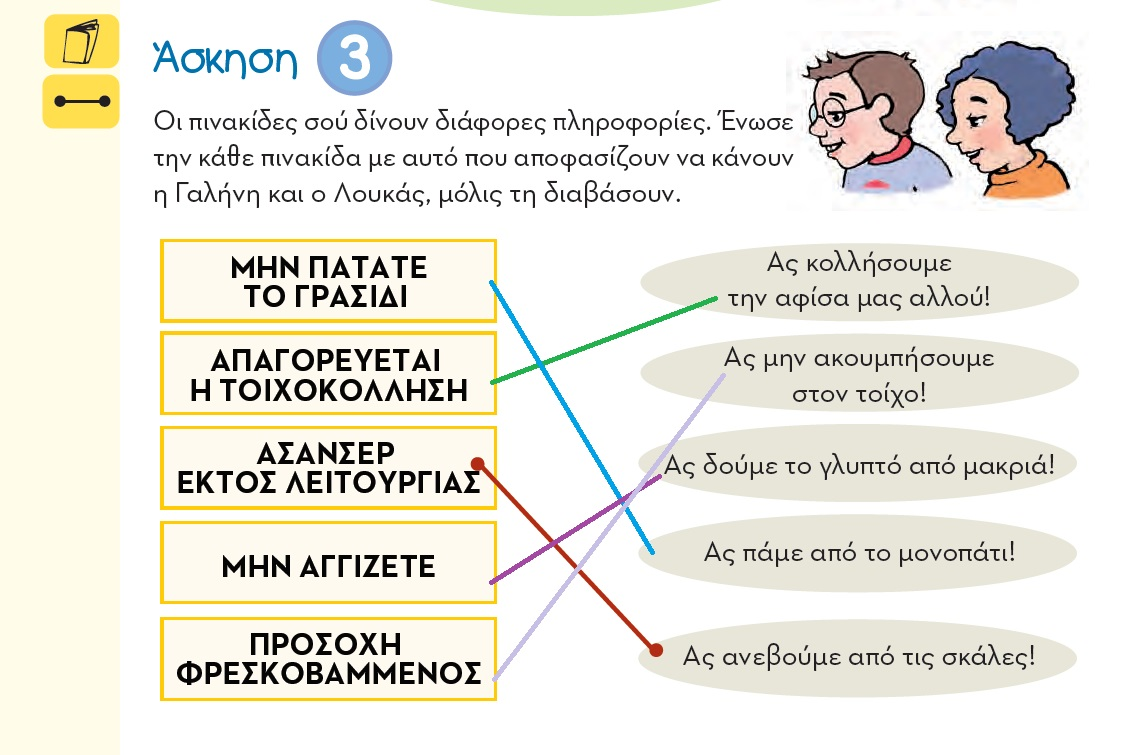 Άσκηση 3
Οι πινακίδες σού δίνουν διάφορες πληροφορίες. Ένωσε
την κάθε πινακίδα με αυτό που αποφασίζουν να κάνουν
η Γαλήνη και ο Λουκάς, μόλις τη διαβάσουν.
ΜΗΝ ΠΑΤΑΤΕ
ΤΟ ΓΡΑΣΙΔΙ
Ας κολλήσουμε
την αφίσα μας αλλού!
ΑΠΑΓΟΡΕΥΕΤΑΙ
Η ΤΟΙΧΟΚΟΛΛΗΣΗ
Ας μην ακουμπήσουμε
στον τοίχο!
ΑΣΑΝΣΕΡ
ΕΚΤΟΣ ΛΕΙΤΟΥΡΓΙΑΣ
Ας δούμε το γλυπτό από μακριά!
ΜΗΝ ΑΓΓΙΖΕΤΕ
Ας πάμε από το μονοπάτι!
ΠΡΟΣΟΧΗ
ΦΡΕΣΚΟΒΑΜΜΕΝΟΣ
Ας ανεβούμε από τις σκάλες!